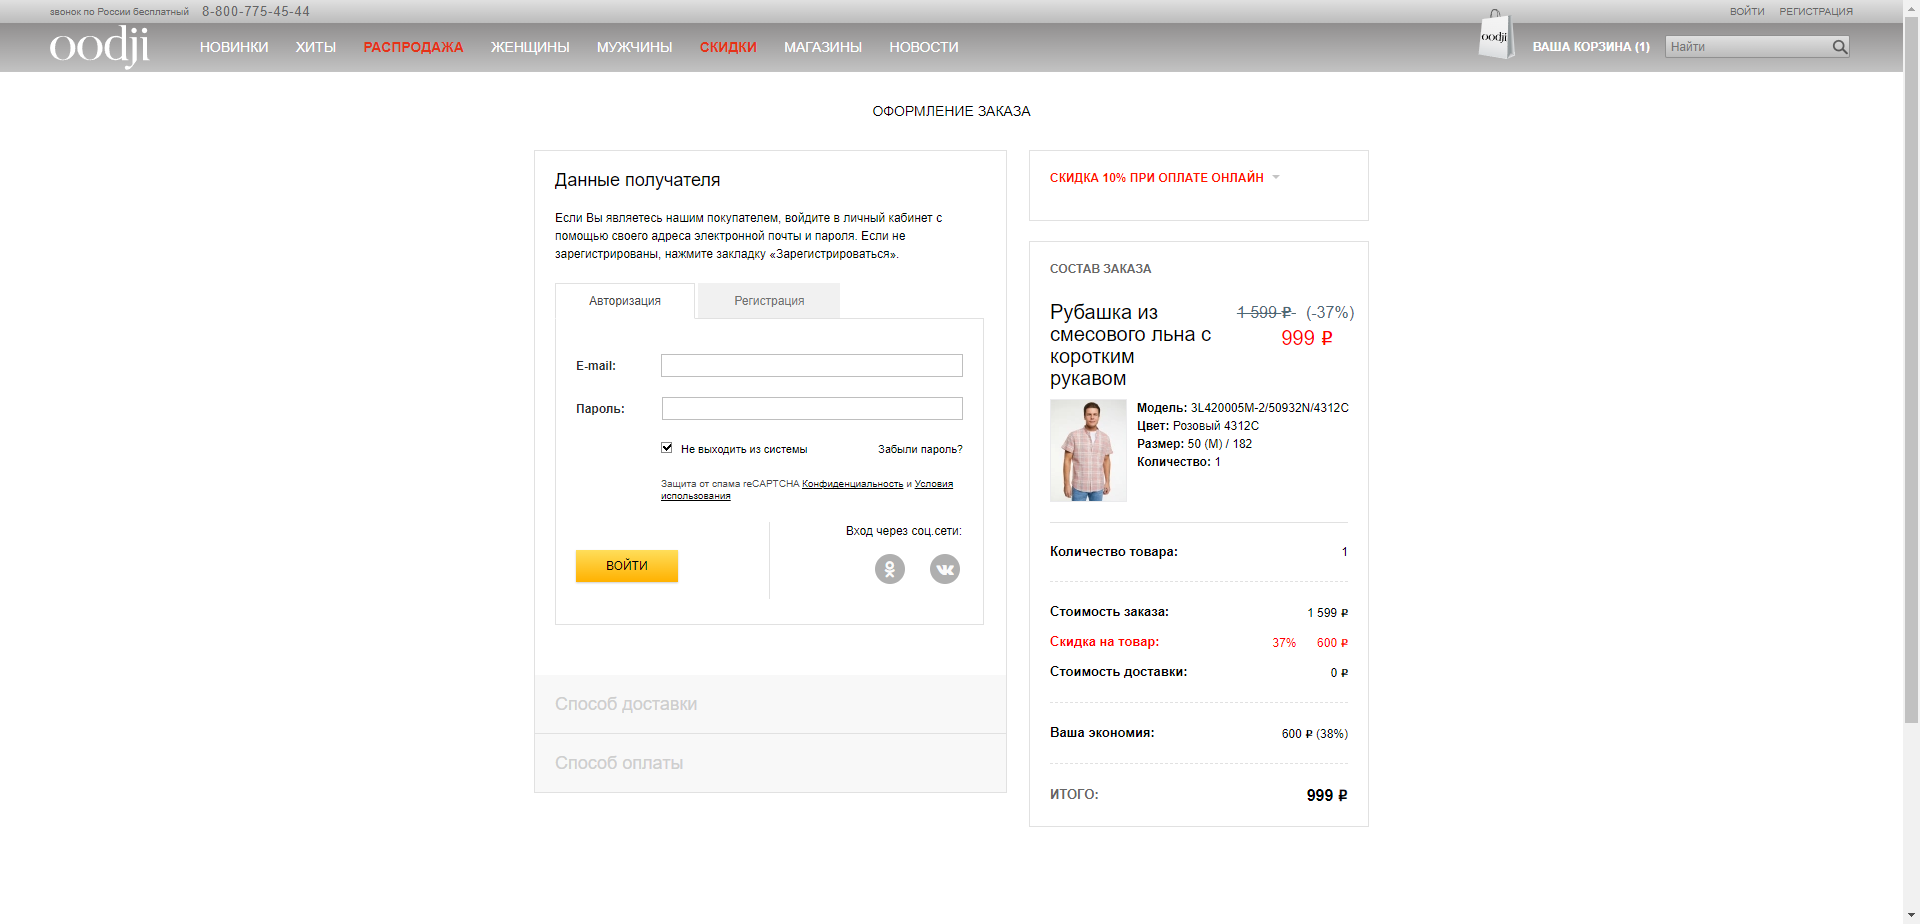 звонок по России бесплатный 8-800-775-45-44
ВОЙТИ РЕГИСТРАЦИЯ
oodji
НОВИНКИ ХИТЫ РАСПРОДАЖА ЖЕНЩИНЫ МУЖЧИНЫ СКИДКИ МАГАЗИНЫ НОВОСТИ
oodji
ВАША КОРЗИНА (1)
Найти
ОФОРМЛЕНИЕ ЗАКАЗА
Данные получателя
Если Вы являетесь нашим покупателем, войдите в личный кабинет с
помощью своего адреса электронной почты и пароля. Если не
зарегистрированы, нажмите закладку «Зарегистрироваться».
Авторизация Регистрация
E-mail:
Пароль:
Не выходить из системы Забыли пароль?
Защита от спама reCAPTCHA Конфиденциальность и Условия
использования
Вход через соц.сети:
ВОЙТИ
Способ доставки
Способ оплаты
СКИДКА 10% ПРИ ОПЛАТЕ ОНЛАЙН
СОСТАВ ЗАКАЗА
Рубашка из
смесового льна с
коротким
рукавом
1 599 ₽ (-37%)
999 ₽
Модель: 3L420005M-2/50932N/4312C
Цвет: Розовый 4312C
Размер: 50 (M) / 182
Количество: 1
Количество товара: 1
Стоимость заказа: 1 599 ₽
Скидка на товар: 37% 600 ₽
Стоимость доставки: 0 ₽
Ваша экономия: 600 ₽ (38%)
ИТОГО: 999 ₽